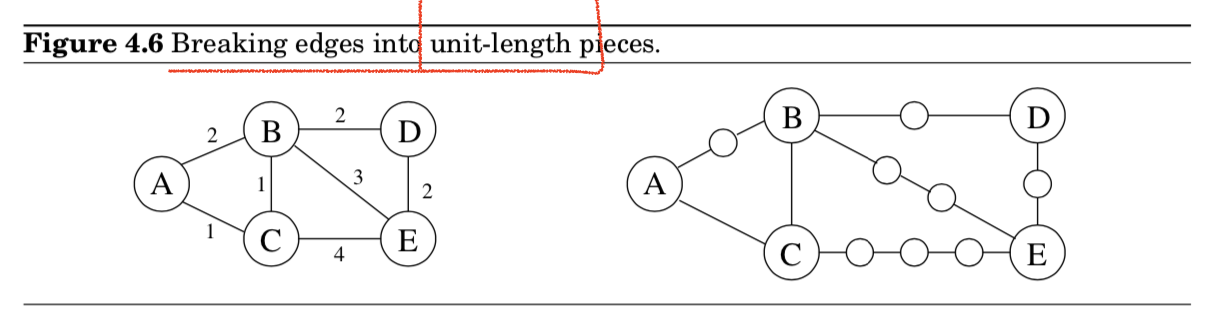 Figure 4.6 Breaking edges into unit-length pieces.
2 B 2 D
A 1 3 2
1 C 4 E
B D
A
C E